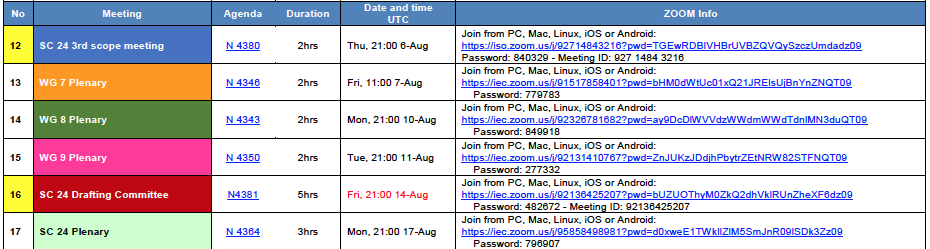 No Meeting Agenda Duration Date and time UTC ZOOM Info
12 SC 24 3rd scope meeting N 4380 2hrs Thu, 21:00 6-Aug
Join from PC, Mac, Linux, iOS or Android:
https://iso.zoom.us/j/92714843216?pwd=TGEwRDBIVHBrUVBZQVQySzczUmdadz09
Password: 840329 - Meeting ID: 927 1484 3216
13 WG 7 Plenary N 4346 2hrs Fri, 11:00 7-Aug
Join from PC, Mac, Linux, iOS or Android:
https://iec.zoom.us/j/91517858401?pwd=bHM0dWtUc01xQ21JRElsUjBnYnZNQT09
Password: 779783
14 WG 8 Plenary N 4343 2hrs Mon, 21:00 10-Aug
Join from PC, Mac, Linux, iOS or Android:
https://iec.zoom.us/j/92326781682?pwd=ay9DcDlWVVdzWWdmWWdTdnlMN3duQT09
Password: 849918
15 WG 9 Plenary N 4350 2hrs Tue, 21:00 11-Aug
Join from PC, Mac, Linux, iOS or Android:
https://iec.zoom.us/j/92131410767?pwd=ZnJUKzJDdjhPbytrZEtNRW82STFNQT09
Password: 277332
16 SC 24 Drafting Committee N4381 5hrs Fri, 21:00 14-Aug
Join from PC, Mac, Linux, iOS or Android:
https://iec.zoom.us/j/92136425207?pwd=bUZUOThyM0ZkQ2dhVklRUnZheXF6dz09
Password: 482672 - Meeting ID: 92136425207
17 SC 24 Plenary N 4364 3hrs Mon, 21:00 17-Aug
Join from PC, Mac, Linux, iOS or Android:
https://iec.zoom.us/j/95858498981?pwd=d0xweE1TWkllZlM5SmJnR09ISDk3Zz09
Password: 796907